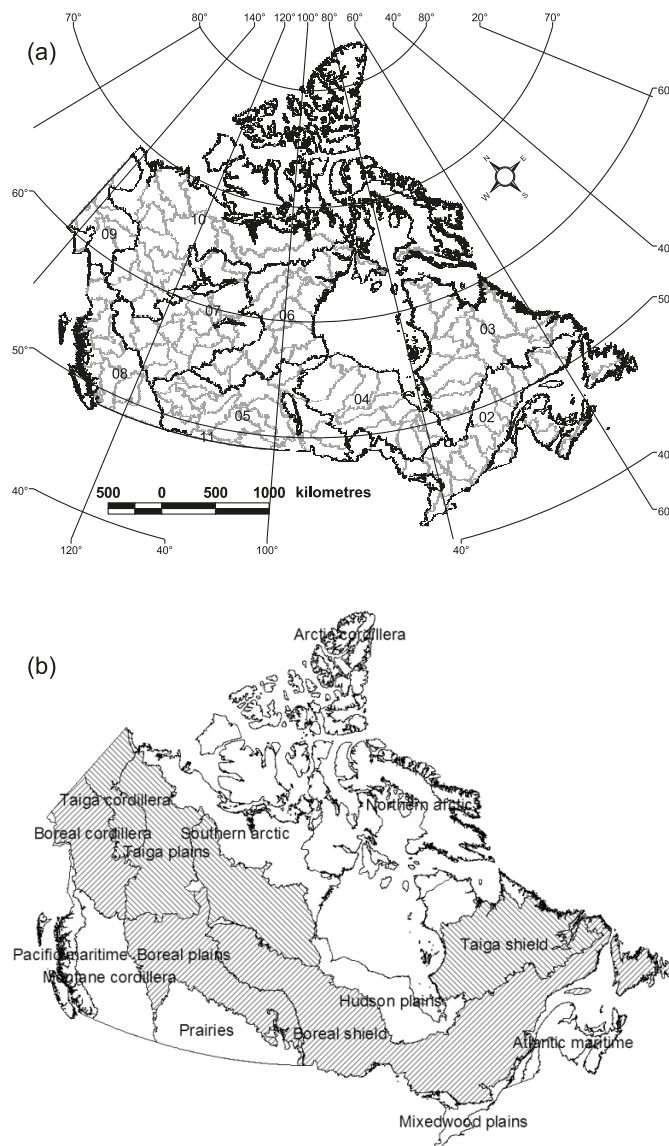 70° 80° 140° 120° 100° 80 60° 40° 80° 20° 70°
(a)
60
60°
N E
W S
10
09
40
50°
07
06
03
50
08
04
05
02
11
40
40°
500 0 500 1000 kilometres
60
120° 40° 100° 40°
(b)
Arctic cordillera
Taiga cordillera Northern arctic
Boreal cordillera Southern arctic
Taiga plains
Taiga shield
Pacific maritime Boreal plains
Montane cordillera
Hudson plains
Prairies Boreal shield Atlantic maritime
Mixedwood plains